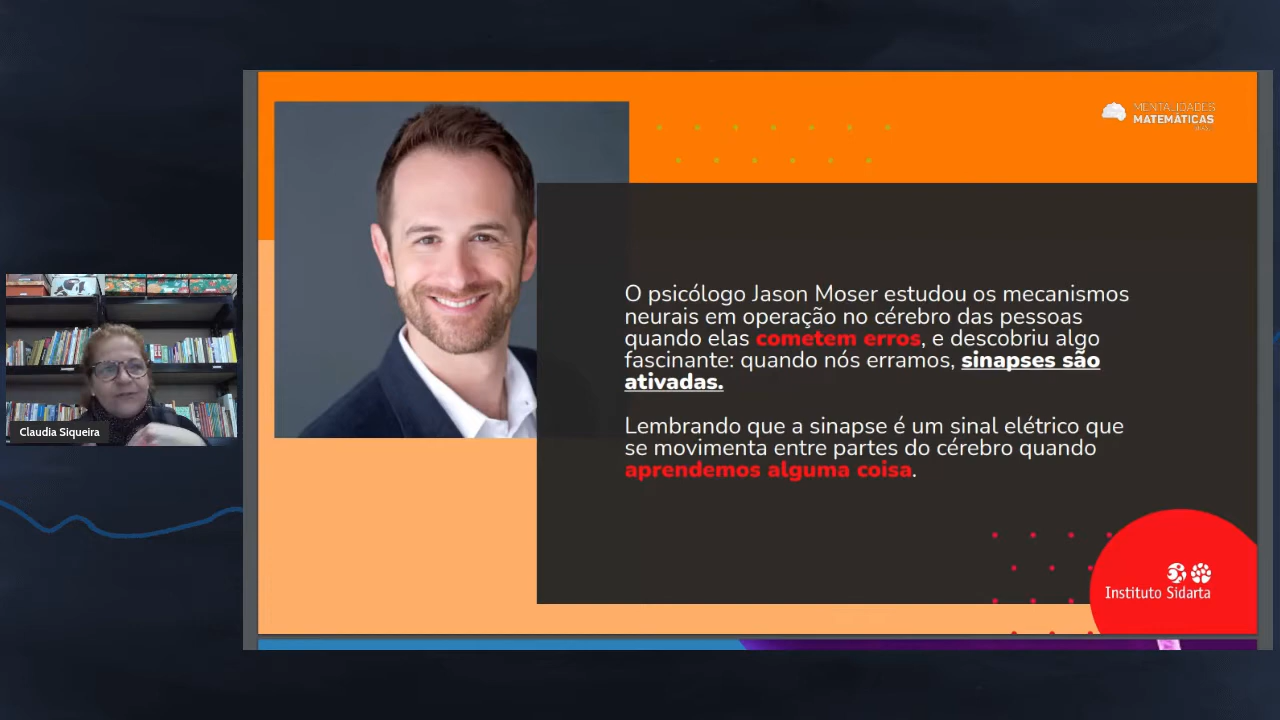 MENTALIDADES
MATEMÁTICAS
O psicólogo Jason Moser estudou os mecanismos
neurais em operação no cérebro das pessoas
quando elas cometem erros, e descobriu algo
fascinante: quando nós erramos, sinapses são
ativadas.
Lembrando que a sinapse é um sinal elétrico que
se movimenta entre partes do cérebro quando
aprendemos alguma coisa.
Claudia Siqueira
Instituto Sidarta